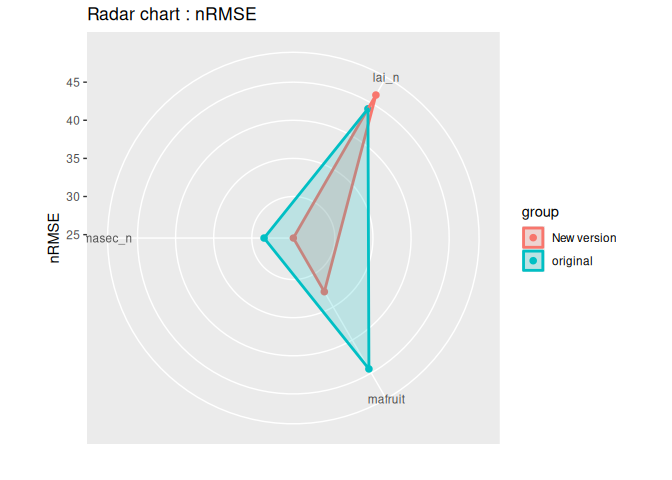 Radar chart : nRMSE
lai_n
45
40
35
30
25
masec_n
nRMSE
mafruit
group
New version
original